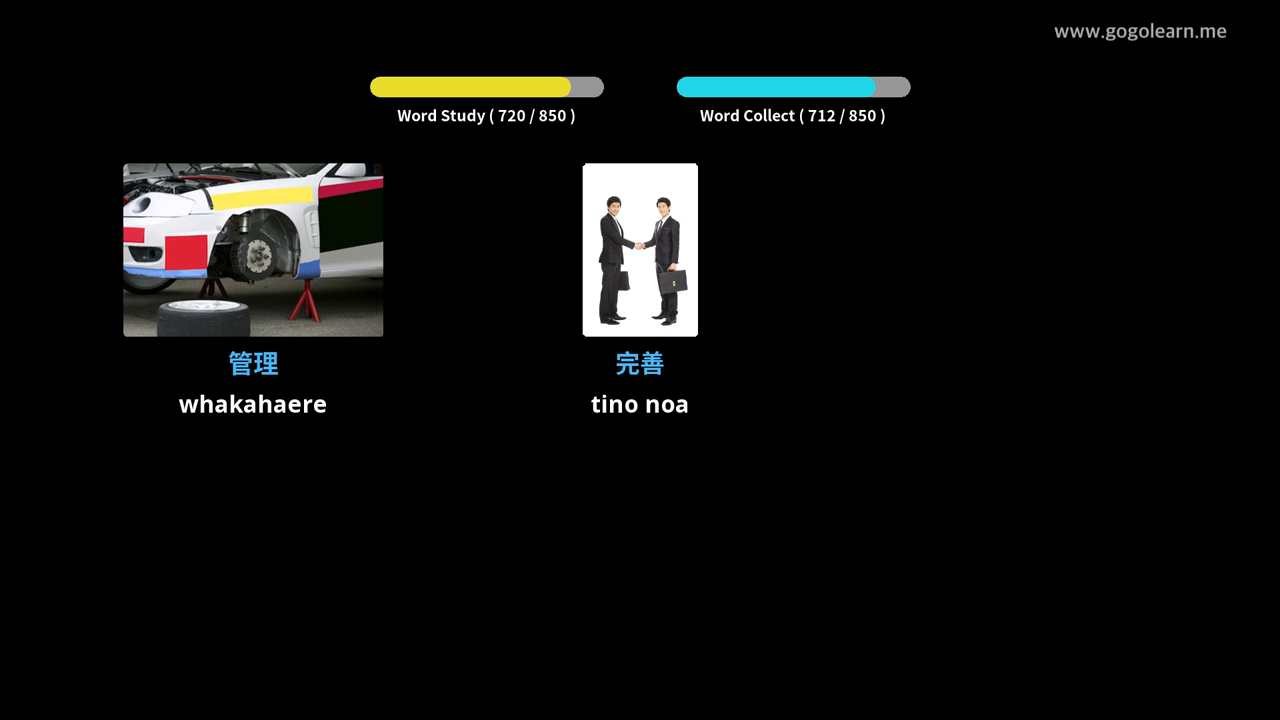 www.gogolearn.me
Word Study ( 720 / 850 )
Word Collect ( 712 / 850 )
管理
whakahaere
完善
tino noa